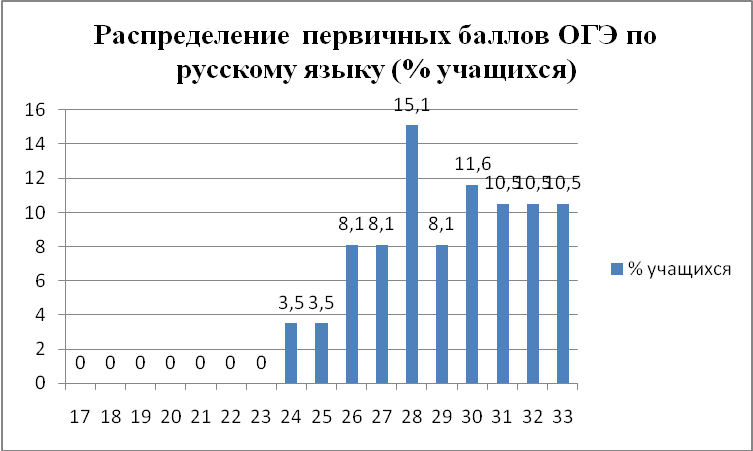 Распределение первичных баллов ОГЭ по
русскому языку (% учащихся)
16
14
12
10
8
6
4
2
0
0 0 0 0 0 0 0 3,5 3,5 8,1 8,1 15,1 8,1 11,6 10,5 10,5 10,5
17 18 19 20 21 22 23 24 25 26 27 28 29 30 31 32 33
% учащихся